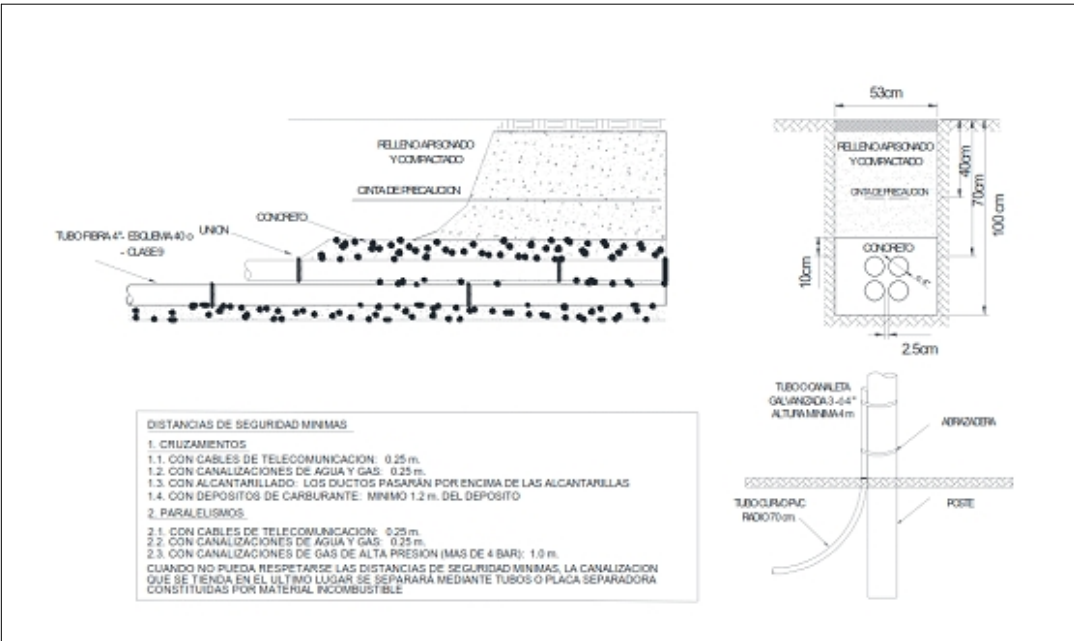 RELLENO APISONADO
Y COMPACTADO
CINTA DE PRECAUCION
CONCRETO
UNION
TUBO FIBRA 4"- ESQUEMA 40 o
- CLASE 9
53cm
RELLENO APISONADO
Y COMPACTADO
CINTA DE PRECAUCION
40cm
70cm
100 cm
CONCRETO
10cm
2.5cm
TUBO O CANALETA
GALVANIZADA 3 -ó 4"
ALTURA MINIMA 4 m
ABRAZADERA
TUBO CURVO PVC
RADIO 70 cm
POSTE
DISTANCIAS DE SEGURIDAD MINIMAS
1. CRUZAMIENTOS
1.1. CON CABLES DE TELECOMUNICACION: 0.25 m.
1.2. CON CANALIZACIONES DE AGUA Y GAS: 0.25 m.
1.3. CON ALCANTARILLADO: LOS DUCTOS PASARÁN POR ENCIMA DE LAS ALCANTARILLAS
1.4. CON DEPOSITOS DE CARBURANTE: MINIMO 1.2 m. DEL DEPOSITO
2. PARALELISMOS
2.1. CON CABLES DE TELECOMUNICACION: 0.25 m.
2.2. CON CANALIZACIONES DE AGUA Y GAS: 0.25 m.
2.3. CON CANALIZACIONES DE GAS DE ALTA PRESION (MAS DE 4 BAR): 1.0 m.
CUANDO NO PUEDA RESPETARSE LAS DISTANCIAS DE SEGURIDAD MINIMAS, LA CANALIZACION
QUE SE TIENDA EN EL ULTIMO LUGAR SE SEPARARÁ MEDIANTE TUBOS O PLACA SEPARADORA
CONSTITUIDAS POR MATERIAL INCOMBUSTIBLE